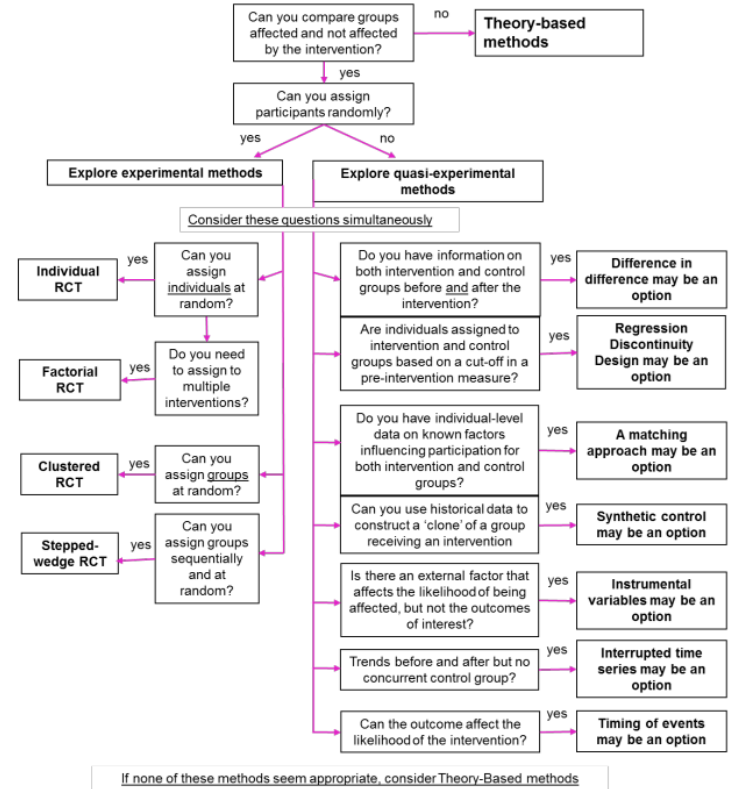 Can you compare groups
affected and not affected
by the intervention?
no
Theory-based
methods
yes
Can you assign
participants randomly?
yes
no
Explore experimental methods
Explore quasi-experimental
methods
Consider these questions simultaneously
Individual
RCT
yes
Can you
assign
individuals at
random?
Factorial
RCT
yes
Do you need
to assign to
multiple
interventions?
Clustered
RCT
yes
Can you
assign groups
at random?
Stepped-
wedge RCT
yes
Can you
assign groups
sequentially
and at
random?
Do you have information on
both intervention and control
groups before and after the
intervention?
yes
Difference in
difference may be an
option
Are individuals assigned to
intervention and control
groups based on a cut-off in a
pre-intervention measure?
yes
Regression
Discontinuity
Design may be an
option
Do you have individual-level
data on known factors
influencing participation for
both intervention and control
groups?
yes
A matching
approach may be an
option
Can you use historical data to
construct a ‘clone’ of a group
receiving an intervention
yes
Synthetic control
may be an option
Is there an external factor that
affects the likelihood of being
affected, but not the outcomes
of interest?
yes
Instrumental
variables may be an
option
Trends before and after but no
concurrent control group?
yes
Interrupted time
series may be an
option
Can the outcome affect the
likelihood of the intervention?
yes
Timing of events
may be an option
If none of these methods seem appropriate, consider Theory-Based methods